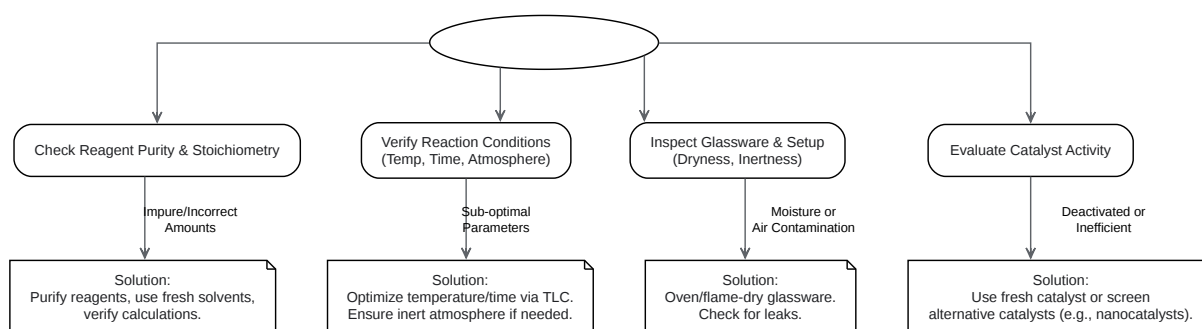 Check Reagent Purity & Stoichiometry
Verify Reaction Conditions
(Temp, Time, Atmosphere)
Inspect Glassware & Setup
(Dryness, Inertness)
Evaluate Catalyst Activity
Impure/Incorrect
Amounts
Sub-optimal
Parameters
Moisture or
Air Contamination
Deactivated or
Inefficient
Solution:
Purify reagents, use fresh solvents,
verify calculations.
Solution:
Optimize temperature/time via TLC.
Ensure inert atmosphere if needed.
Solution:
Oven/flame-dry glassware.
Check for leaks.
Solution:
Use fresh catalyst or screen
alternative catalysts (e.g., nanocatalysts).